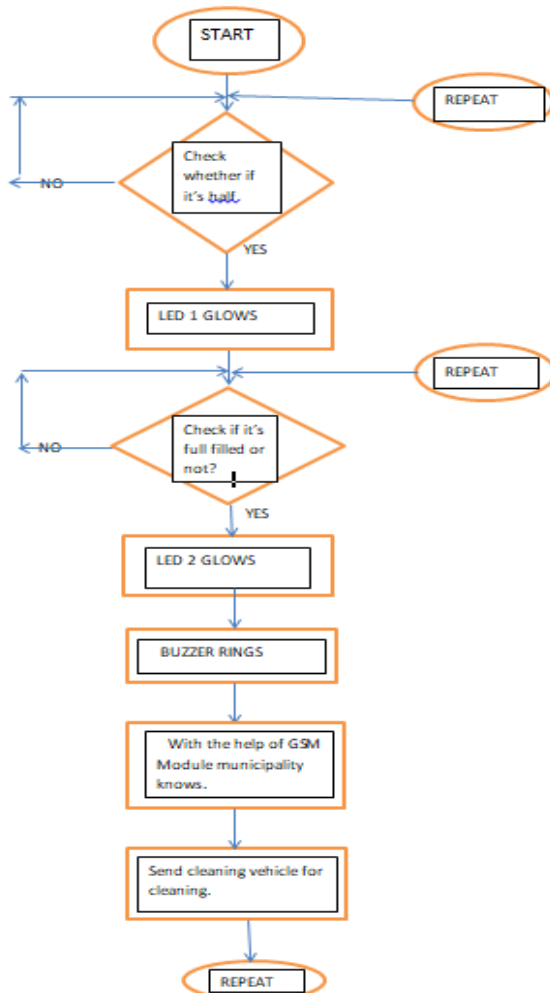 START
REPEAT
Check
whether if
it's half.
NO
YES
LED 1 GLOWS
REPEAT
Check if it's
full filled or
not?
NO
YES
LED 2 GLOWS
BUZZER RINGS
With the help of GSM
Module municipality
knows.
Send cleaning vehicle for
cleaning.
REPEAT